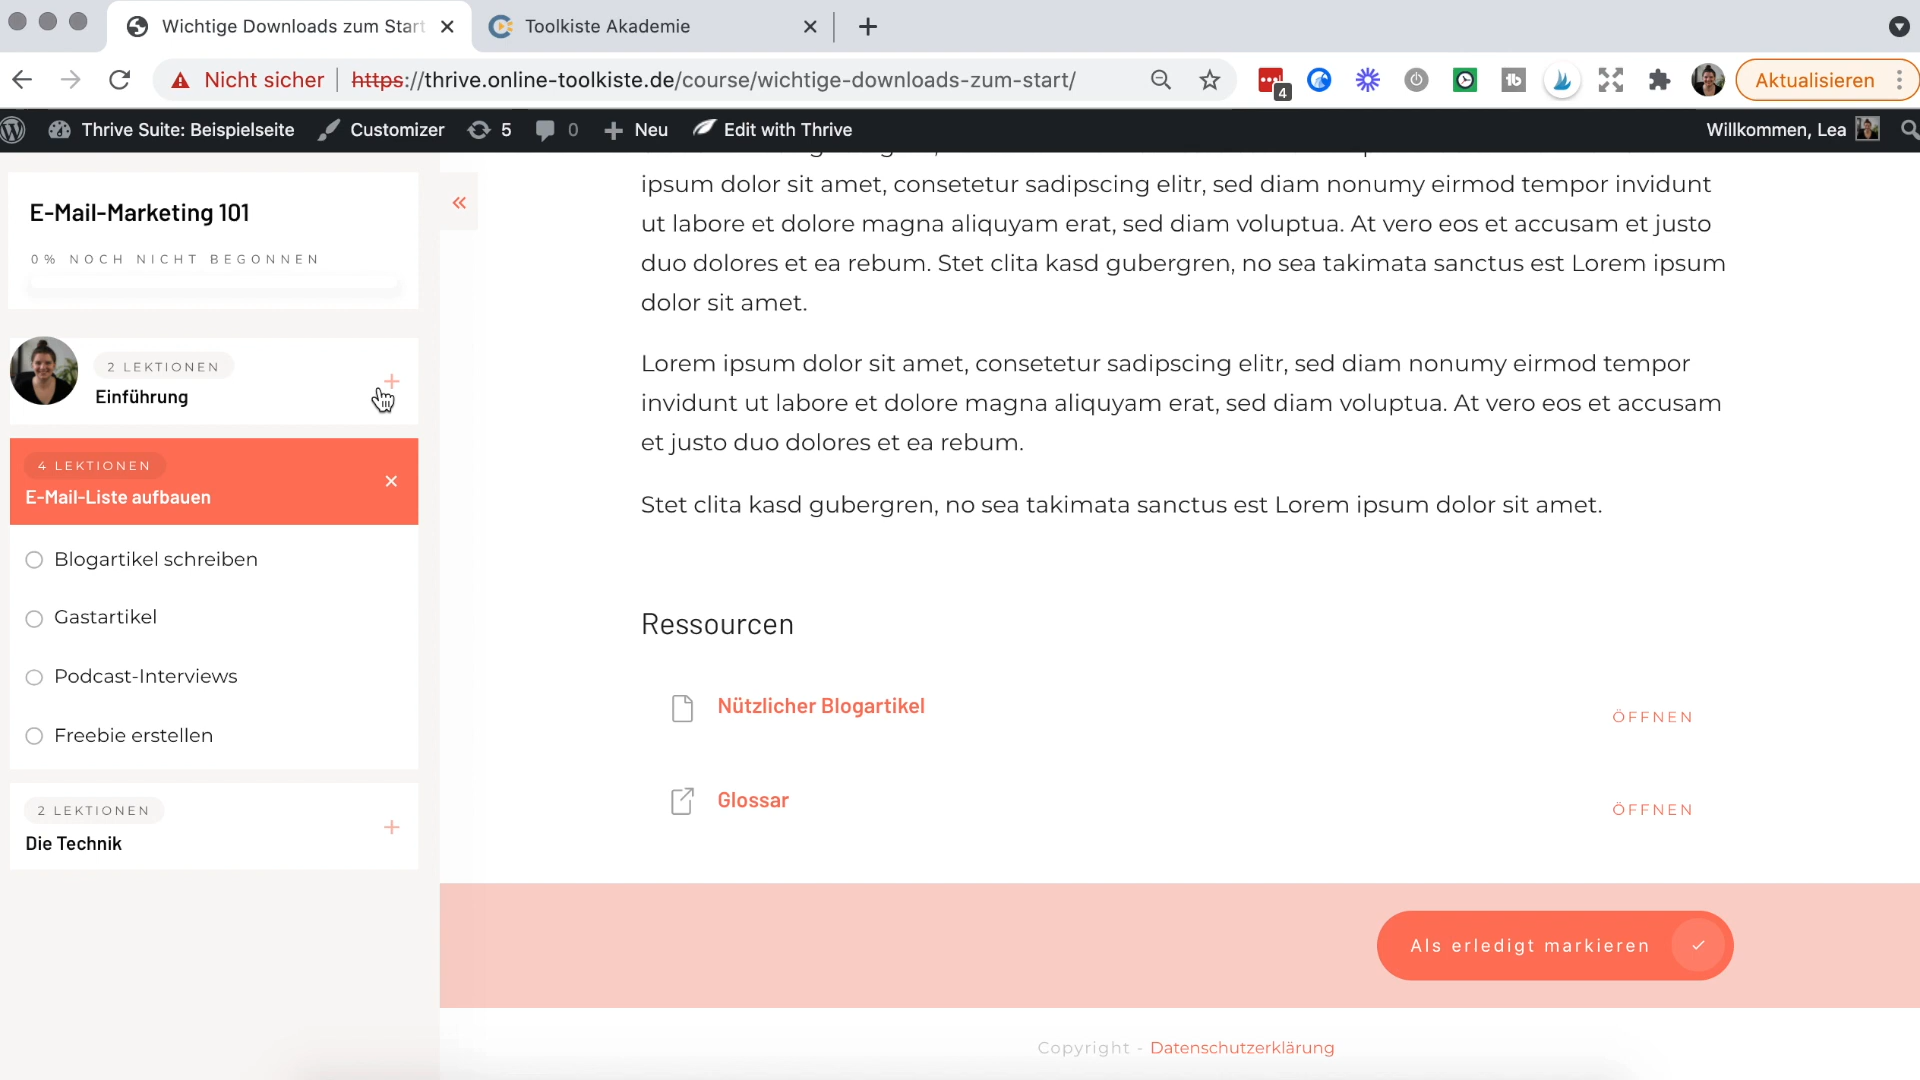 Wichtige Downloads zum Start
Toolkiste Akademie
Nicht sicher
https://thrive.online-toolkiste.de/course/wichtige-downloads-zum-start/
4
Aktualisieren
Thrive Suite: Beispielseite
Customizer
5
0
Neu
Edit with Thrive
Willkommen, Lea
E-Mail-Marketing 101
0% NOCH NICHT BEGONNEN
2 LEKTIONEN
Einführung
4 LEKTIONEN
E-Mail-Liste aufbauen
Blogartikel schreiben
Gastartikel
Podcast-Interviews
Freebie erstellen
2 LEKTIONEN
Die Technik
ipsum dolor sit amet, consetetur sadipscing elitr, sed diam nonumy eirmod tempor invidunt
ut labore et dolore magna aliquyam erat, sed diam voluptua. At vero eos et accusam et justo
duo dolores et ea rebum. Stet clita kasd gubergren, no sea takimata sanctus est Lorem ipsum
dolor sit amet.
Lorem ipsum dolor sit amet, consetetur sadipscing elitr, sed diam nonumy eirmod tempor
invidunt ut labore et dolore magna aliquyam erat, sed diam voluptua. At vero eos et accusam
et justo duo dolores et ea rebum.
Stet clita kasd gubergren, no sea takimata sanctus est Lorem ipsum dolor sit amet.
Ressourcen
Nützlicher Blogartikel
ÖFFNEN
Glossar
ÖFFNEN
Als erledigt markieren
Copyright - Datenschutzerklärung